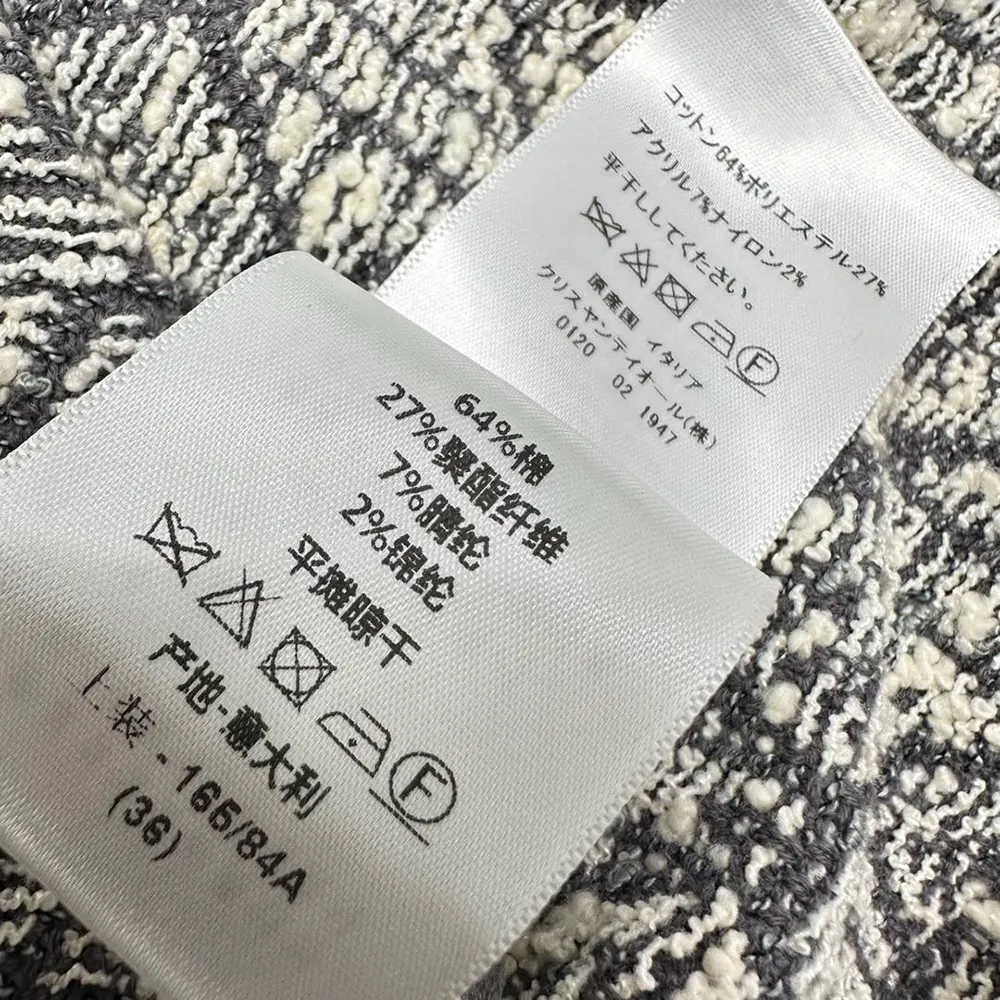 コットン64%ポリエステル27%
アクリル7%ナイロン2%
平干ししてください。
F
原産国 イタリア
クリスヤンディオール(株)
0120 02 1947
64%棉
27%聚酯纤维
7%腈纶
2%锦纶
平摊晾干
F
产地-意大利
上装 - 165/84A
(36)